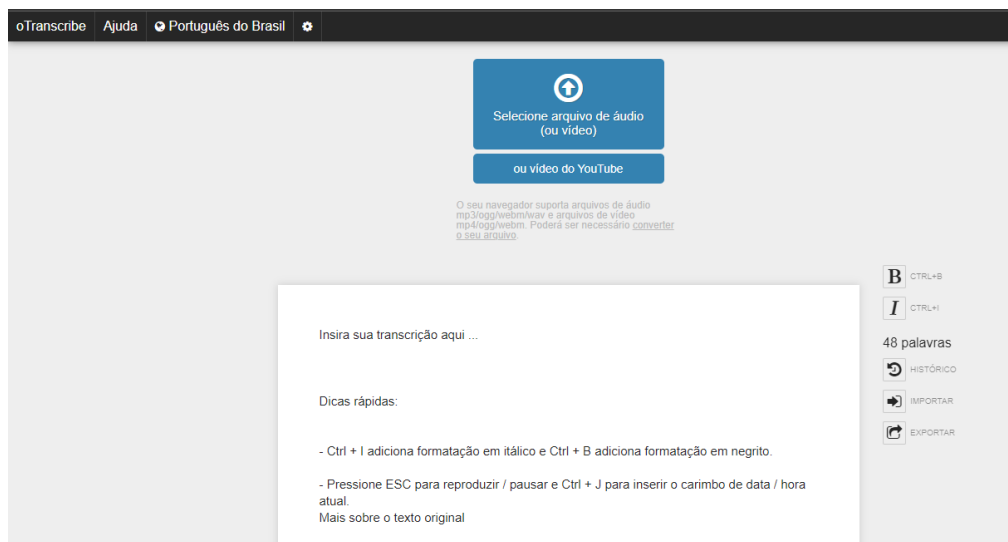 oTranscribe Ajuda Português do Brasil
Selecione arquivo de áudio
(ou vídeo)
ou vídeo do YouTube
O seu navegador suporta arquivos de áudio
mp3/ogg/webm/wav e arquivos de vídeo
mp4/ogg/webm. Poderá ser necessário converter
o seu arquivo.
B CTRL+B
I CTRL+I
48 palavras
HISTÓRICO
IMPORTAR
EXPORTAR
Insira sua transcrição aqui ...
Dicas rápidas:
- Ctrl + I adiciona formatação em itálico e Ctrl + B adiciona formatação em negrito.
- Pressione ESC para reproduzir / pausar e Ctrl + J para inserir o carimbo de data / hora
atual.
Mais sobre o texto original